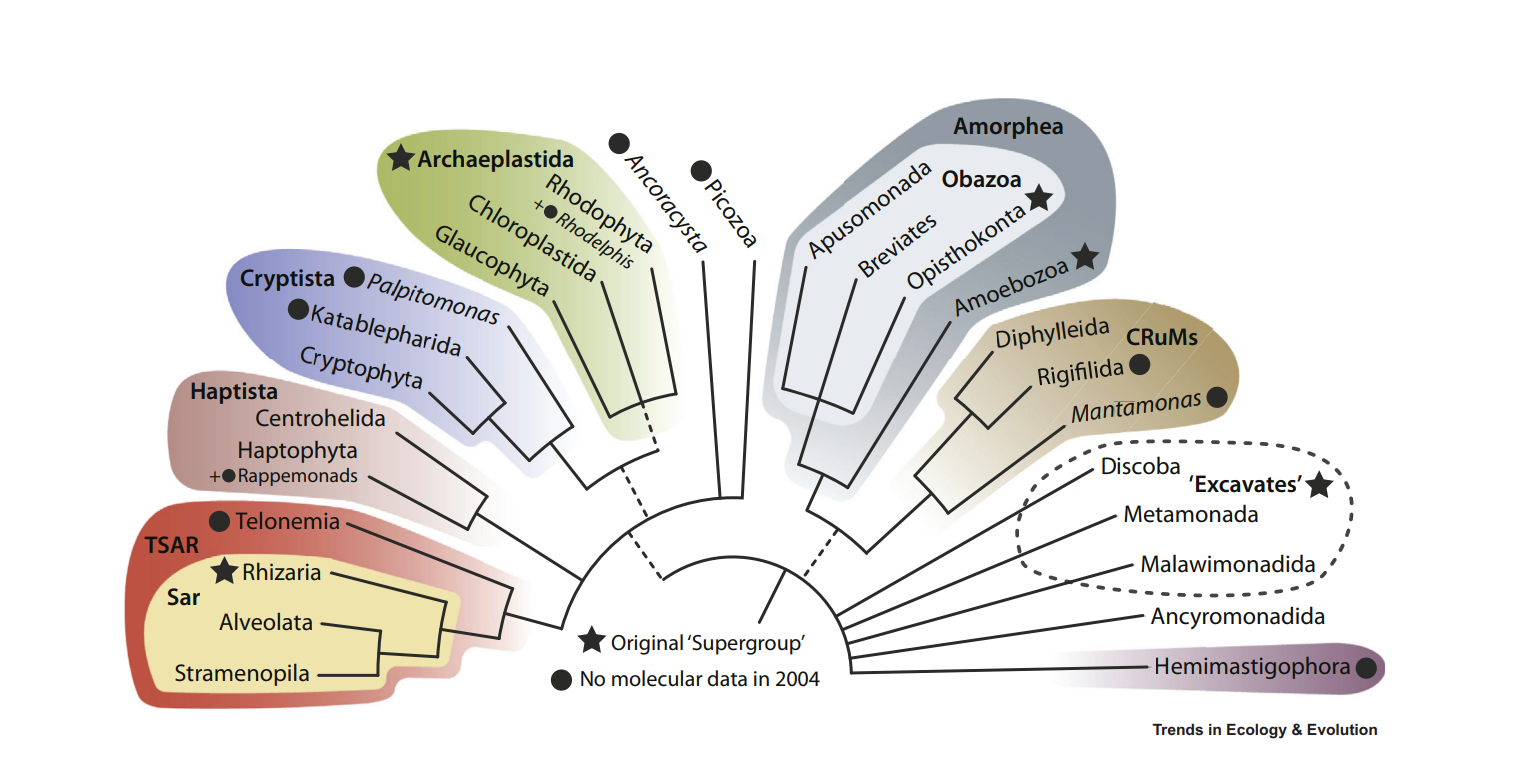 Amorphea
Obazoa
Apusomonada
Breviates
Opisthokonta
Amoebozoa
Archaeplastida
Rhodophyta
+ Rhodelphis
Chloroplastida
Glaucophyta
Ancoracysta
Picozoa
Cryptista
Palpitomonas
Katablepharida
Cryptophyta
Diphylleida
CRuMs
Rigifilida
Mantamonas
Haptista
Centrohelida
Haptophyta
+ Rappemonads
Discoba
'Excavates'
Metamonada
Malawimonadida
Telonemia
TSAR
Rhizaria
Sar
Alveolata
Stramenopila
Ancyromonadida
Hemimastigophora
Original 'Supergroup'
No molecular data in 2004
Trends in Ecology & Evolution